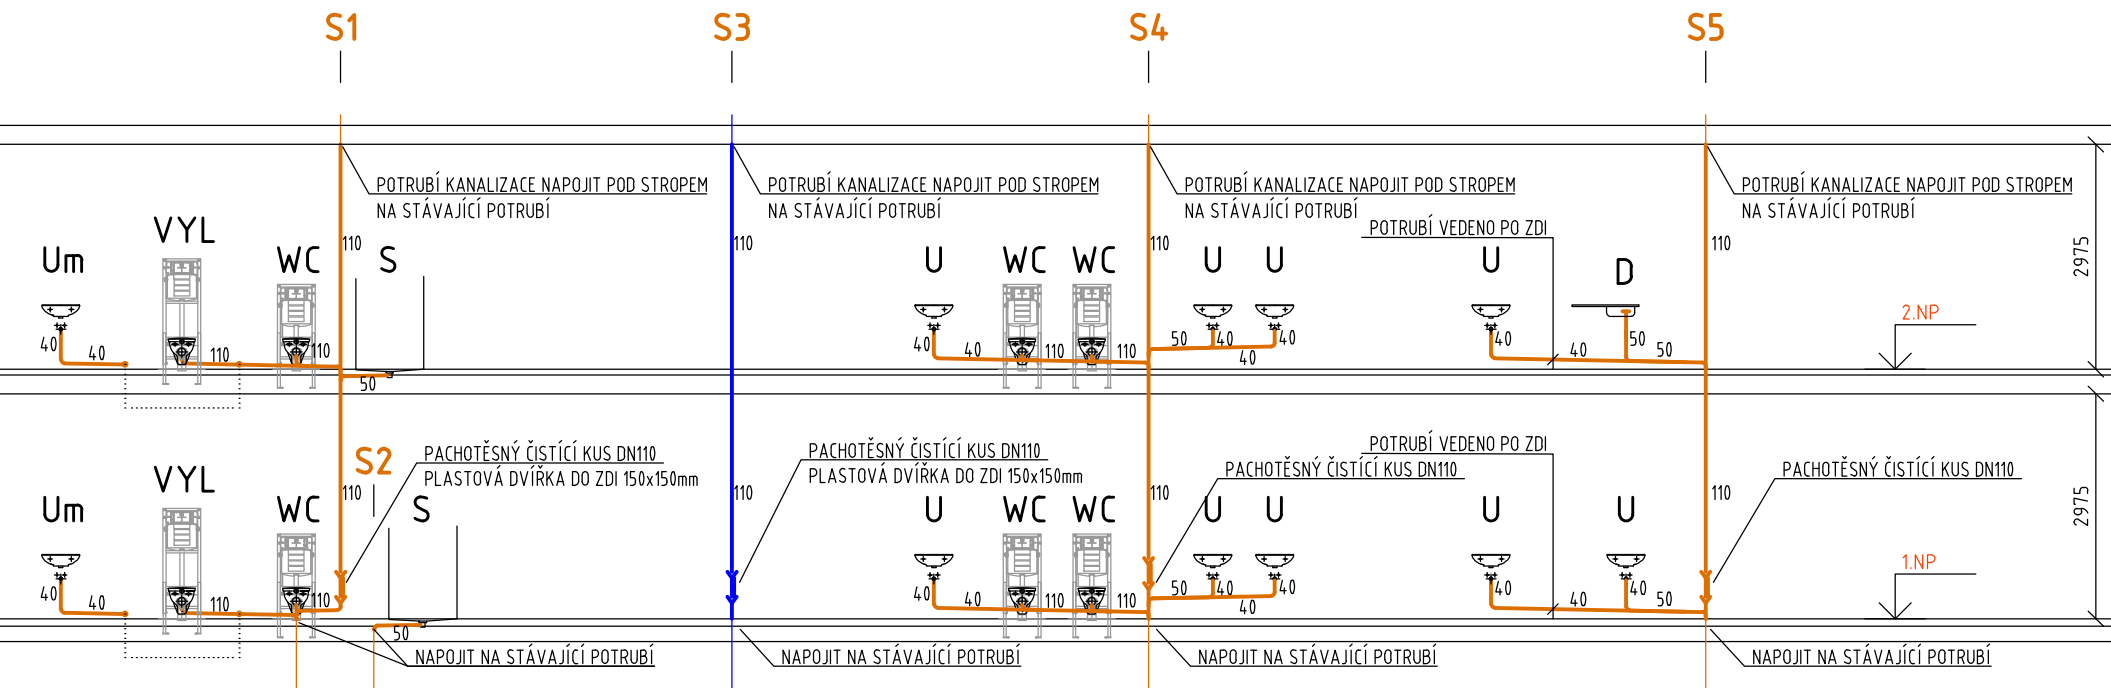 S1
S3
S4
S5
POTRUBÍ KANALIZACE NAPOJIT POD STROPEM
NA STÁVAJÍCÍ POTRUBÍ
POTRUBÍ KANALIZACE NAPOJIT POD STROPEM
NA STÁVAJÍCÍ POTRUBÍ
POTRUBÍ KANALIZACE NAPOJIT POD STROPEM
NA STÁVAJÍCÍ POTRUBÍ
POTRUBÍ KANALIZACE NAPOJIT POD STROPEM
NA STÁVAJÍCÍ POTRUBÍ
POTRUBÍ VEDENO PO ZDI
110
110
110
110
2975
Um
VYL
WC
S
U
WC
WC
U
U
U
D
2.NP
40
40
110
110
50
40
40
110
110
50
40
40
40
40
40
50
50
POTRUBÍ VEDENO PO ZDI
S2
PACHOTĚSNÝ ČISTÍCÍ KUS DN110
PLASTOVÁ DVÍŘKA DO ZDI 150x150mm
PACHOTĚSNÝ ČISTÍCÍ KUS DN110
PLASTOVÁ DVÍŘKA DO ZDI 150x150mm
PACHOTĚSNÝ ČISTÍCÍ KUS DN110
PACHOTĚSNÝ ČISTÍCÍ KUS DN110
110
110
110
110
2975
Um
VYL
WC
S
U
WC
WC
U
U
U
U
1.NP
40
40
110
110
50
40
40
110
110
50
40
40
40
40
40
40
50
NAPOJIT NA STÁVAJÍCÍ POTRUBÍ
NAPOJIT NA STÁVAJÍCÍ POTRUBÍ
NAPOJIT NA STÁVAJÍCÍ POTRUBÍ
NAPOJIT NA STÁVAJÍCÍ POTRUBÍ